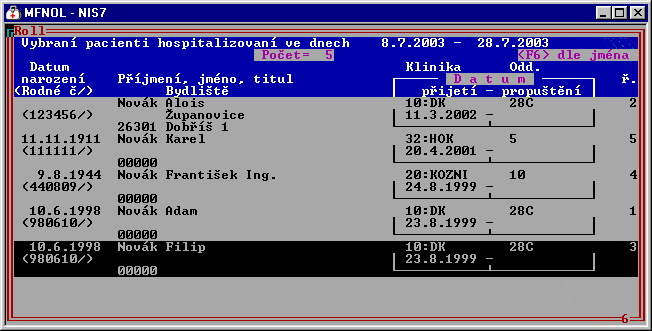 MFNOL - NIS7
Roll
Vybraní pacienti hospitalizovaní ve dnech 8.7.2003 - 28.7.2003
Počet= 5 <F6> dle jména
Datum Klinika Odd.
narození Příjmení, jméno, titul D a t u m ř.
(Rodné č/) Bydliště přijetí - propuštění
Novák Alois 10:DK 28C 2
(123456/) Županovice 11.3.2002 -
26301 Dobříš 1
11.11.1911 Novák Karel 32:HOK 5 5
(111111/) 20.4.2001 -
00000
9.8.1944 Novák František Ing. 20:KOZNI 10 4
(440809/) 24.8.1999 -
00000
10.6.1998 Novák Adam 10:DK 28C 1
(980610/) 23.8.1999 -
00000
10.6.1998 Novák Filip 10:DK 28C 3
(980610/) 23.8.1999 -
00000
6